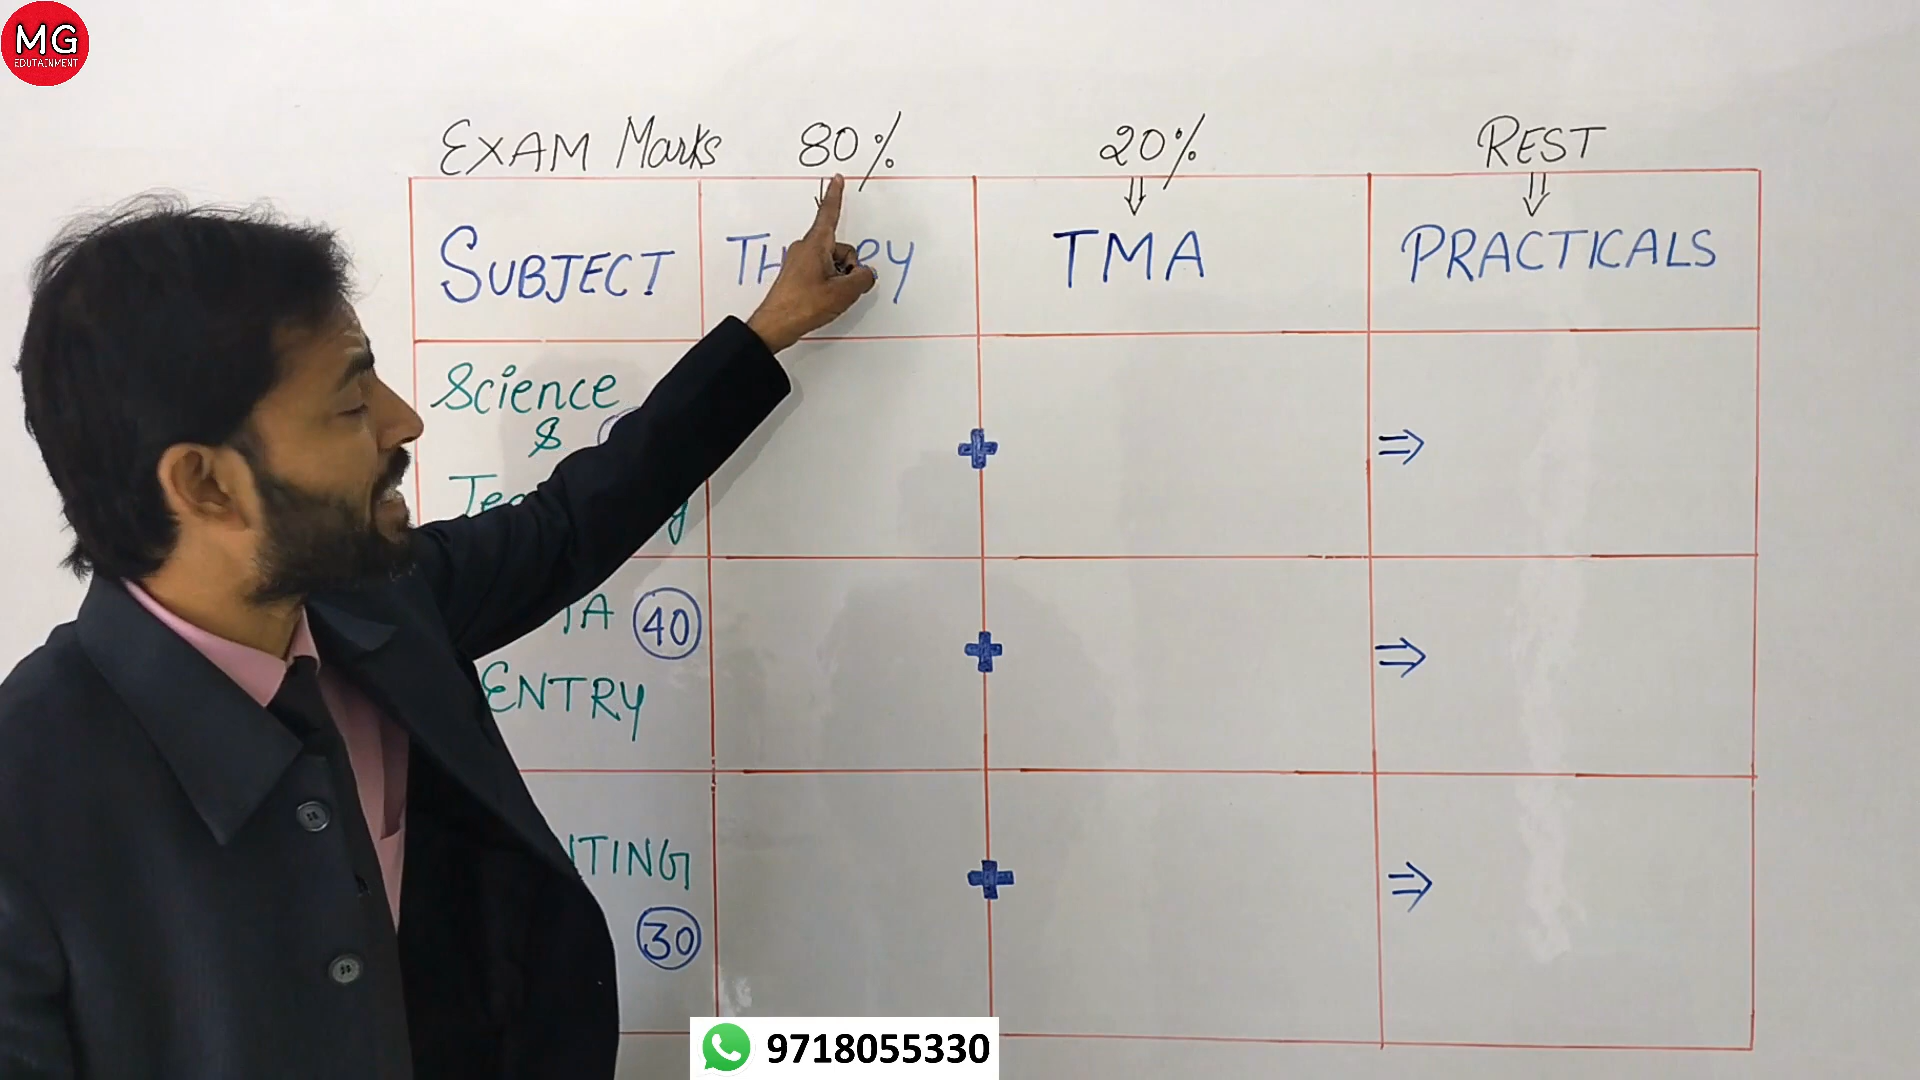 MG
EDUTAINMENT
EXAM Marks 80% 20% REST
SUBJECT TMA PRACTICALS
Science
&
40
ENTRY
30
9718055330